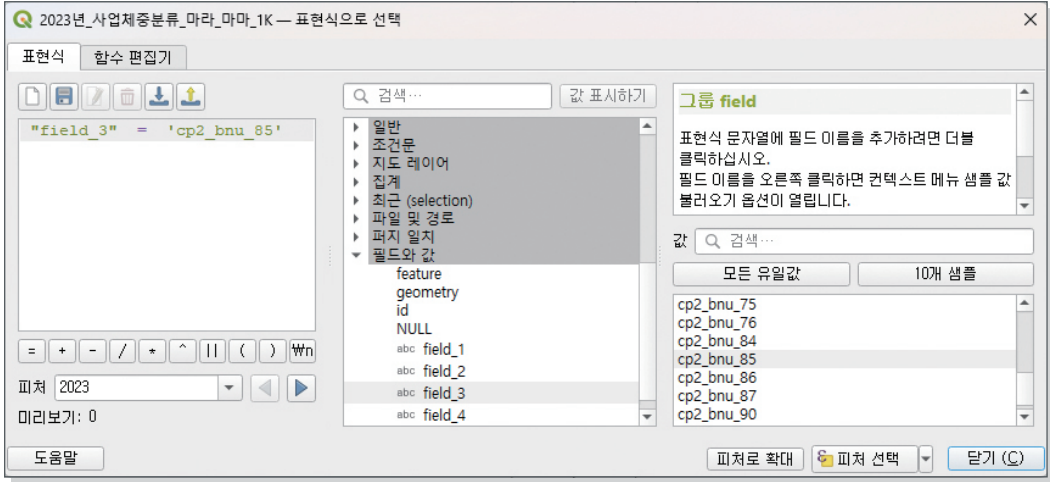 2023년_사업체중분류_마라_마마_1K — 표현식으로 선택
표현식
함수 편집기
"field_3" = 'cp2_bnu_85'
= + - / * ^ || ( ) ₩n
피처 2023
미리보기: 0
검색…
값 표시하기
일반
조건문
지도 레이어
집계
최근 (selection)
파일 및 경로
퍼지 일치
필드와 값
feature
geometry
id
NULL
abc field_1
abc field_2
abc field_3
abc field_4
그룹 field
표현식 문자열에 필드 이름을 추가하려면 더블
클릭하십시오.
필드 이름을 오른쪽 클릭하면 컨텍스트 메뉴 샘플 값
불러오기 옵션이 열립니다.
값 검색…
모든 유일값
10개 샘플
cp2_bnu_75
cp2_bnu_76
cp2_bnu_84
cp2_bnu_85
cp2_bnu_86
cp2_bnu_87
cp2_bnu_90
도움말
피처로 확대
피처 선택
닫기 (C)